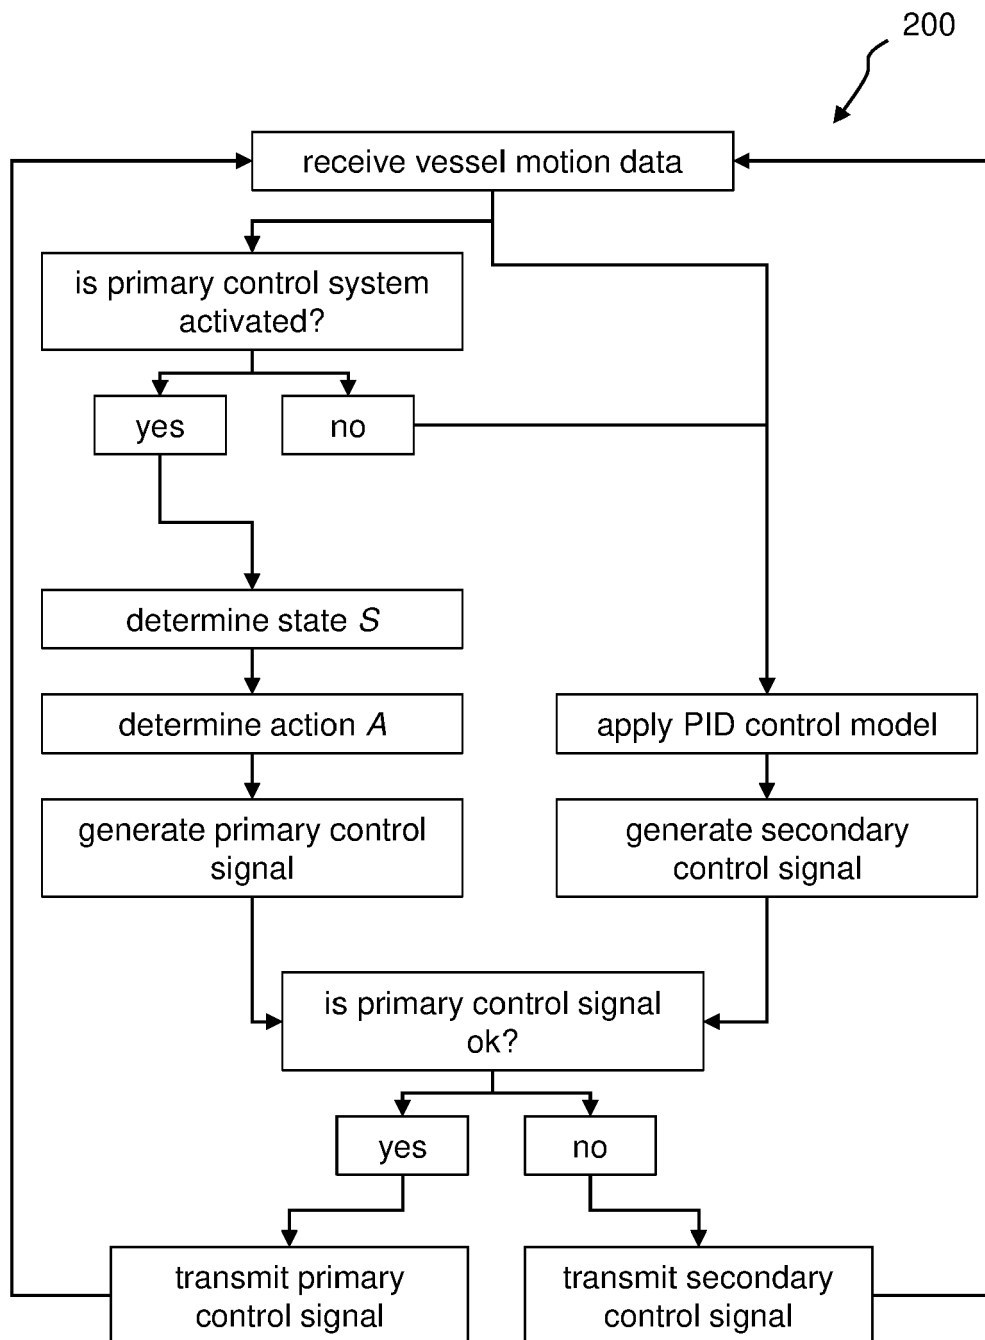 200
receive vessel motion data
is primary control system
activated?
yes
no
determine state S
determine action A
apply PID control model
generate primary control
signal
generate secondary
control signal
is primary control signal
ok?
yes
no
transmit primary
control signal
transmit secondary
control signal